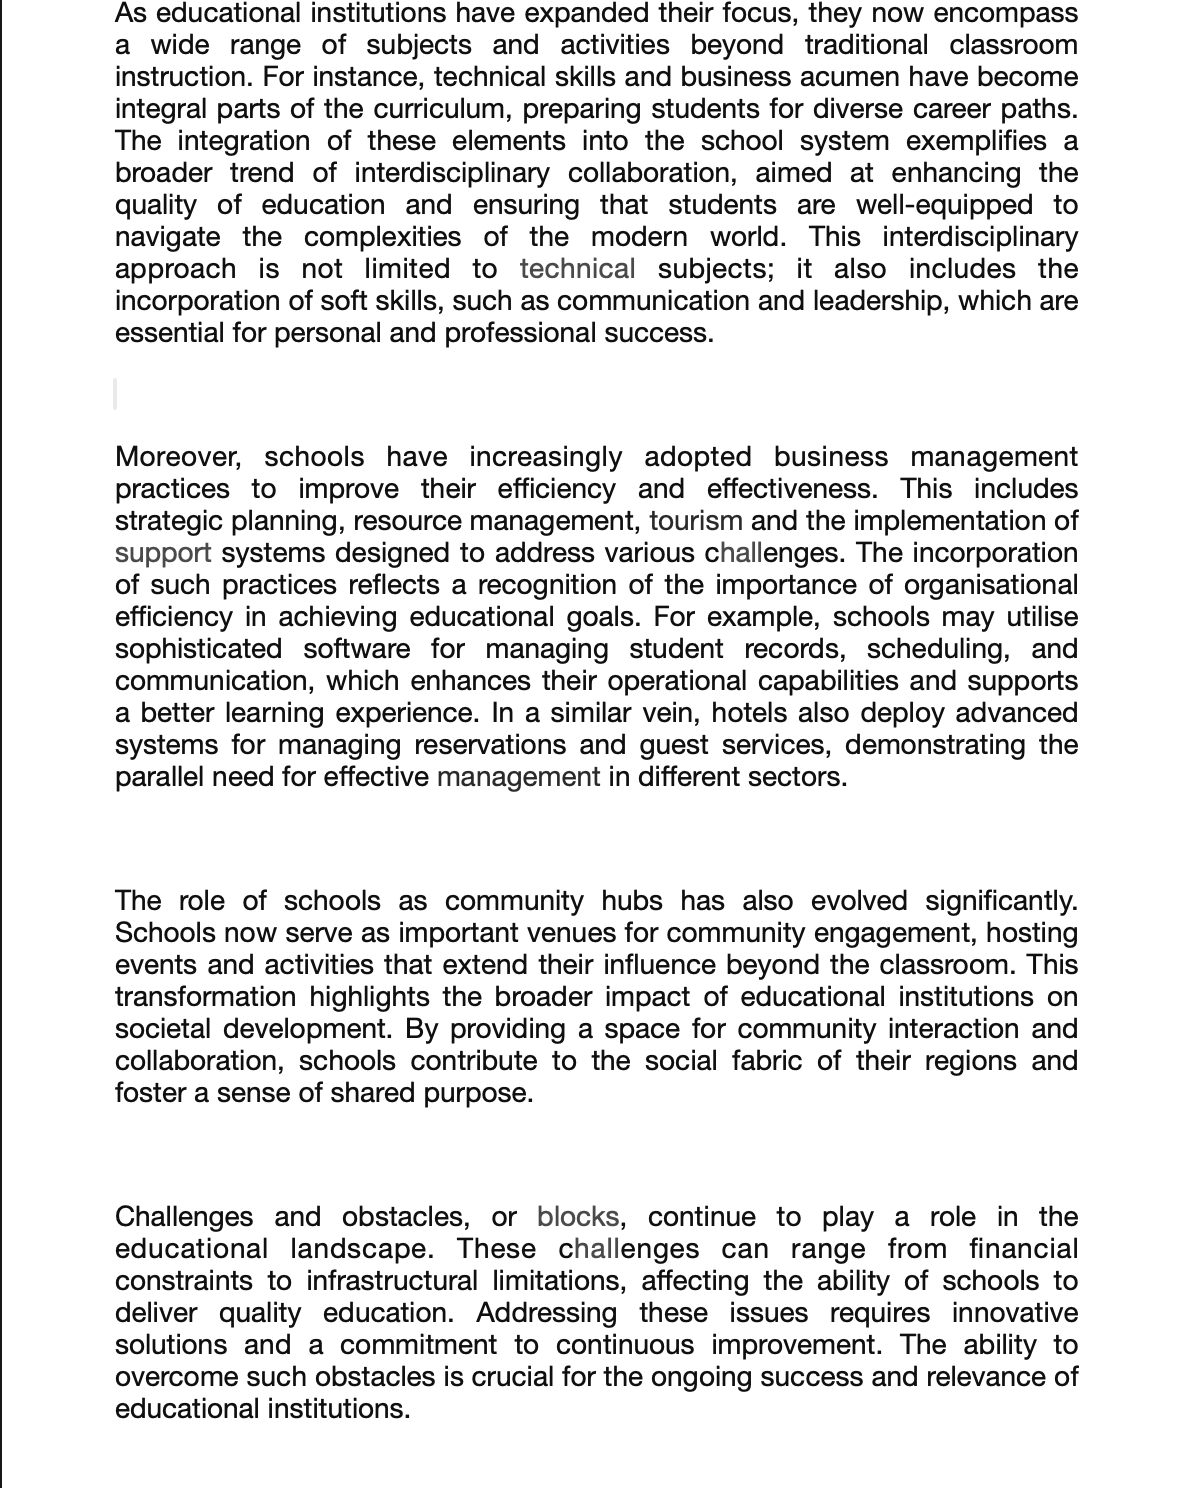 As educational institutions have expanded their focus, they now encompass
a wide range of subjects and activities beyond traditional classroom
instruction. For instance, technical skills and business acumen have become
integral parts of the curriculum, preparing students for diverse career paths.
The integration of these elements into the school system exemplifies a
broader trend of interdisciplinary collaboration, aimed at enhancing the
quality of education and ensuring that students are well-equipped to
navigate the complexities of the modern world. This interdisciplinary
approach is not limited to technical subjects; it also includes the
incorporation of soft skills, such as communication and leadership, which are
essential for personal and professional success.
Moreover, schools have increasingly adopted business management
practices to improve their efficiency and effectiveness. This includes
strategic planning, resource management, tourism and the implementation of
support systems designed to address various challenges. The incorporation
of such practices reflects a recognition of the importance of organisational
efficiency in achieving educational goals. For example, schools may utilise
sophisticated software for managing student records, scheduling, and
communication, which enhances their operational capabilities and supports
a better learning experience. In a similar vein, hotels also deploy advanced
systems for managing reservations and guest services, demonstrating the
parallel need for effective management in different sectors.
The role of schools as community hubs has also evolved significantly.
Schools now serve as important venues for community engagement, hosting
events and activities that extend their influence beyond the classroom. This
transformation highlights the broader impact of educational institutions on
societal development. By providing a space for community interaction and
collaboration, schools contribute to the social fabric of their regions and
foster a sense of shared purpose.
Challenges and obstacles, or blocks, continue to play a role in the
educational landscape. These challenges can range from financial
constraints to infrastructural limitations, affecting the ability of schools to
deliver quality education. Addressing these issues requires innovative
solutions and a commitment to continuous improvement. The ability to
overcome such obstacles is crucial for the ongoing success and relevance of
educational institutions.